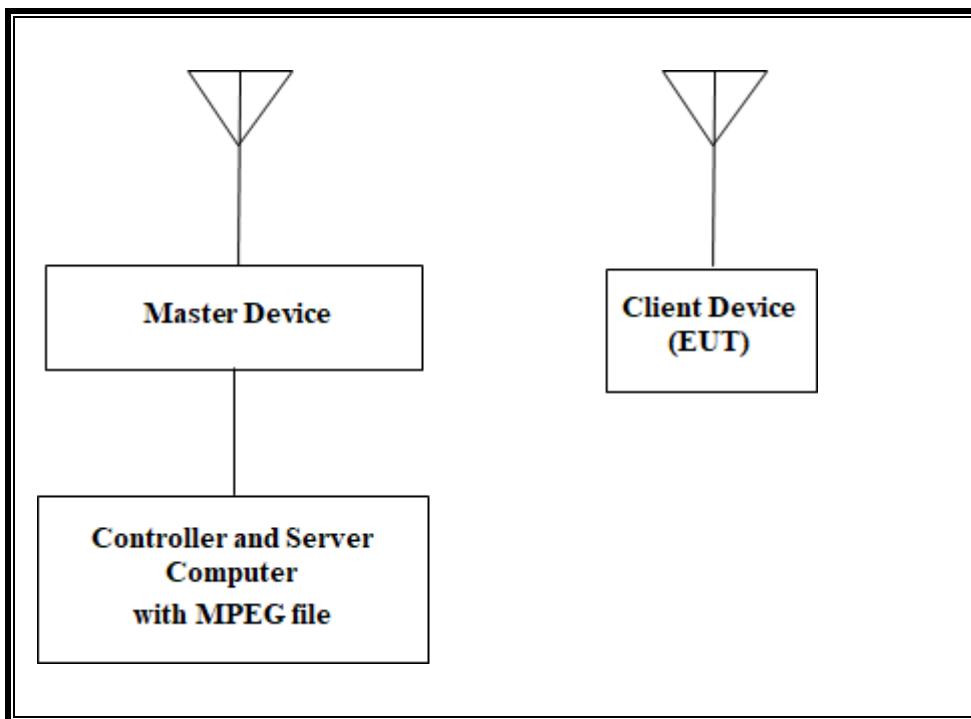 Master Device
Client Device
(EUT)
Controller and Server
Computer
with MPEG file